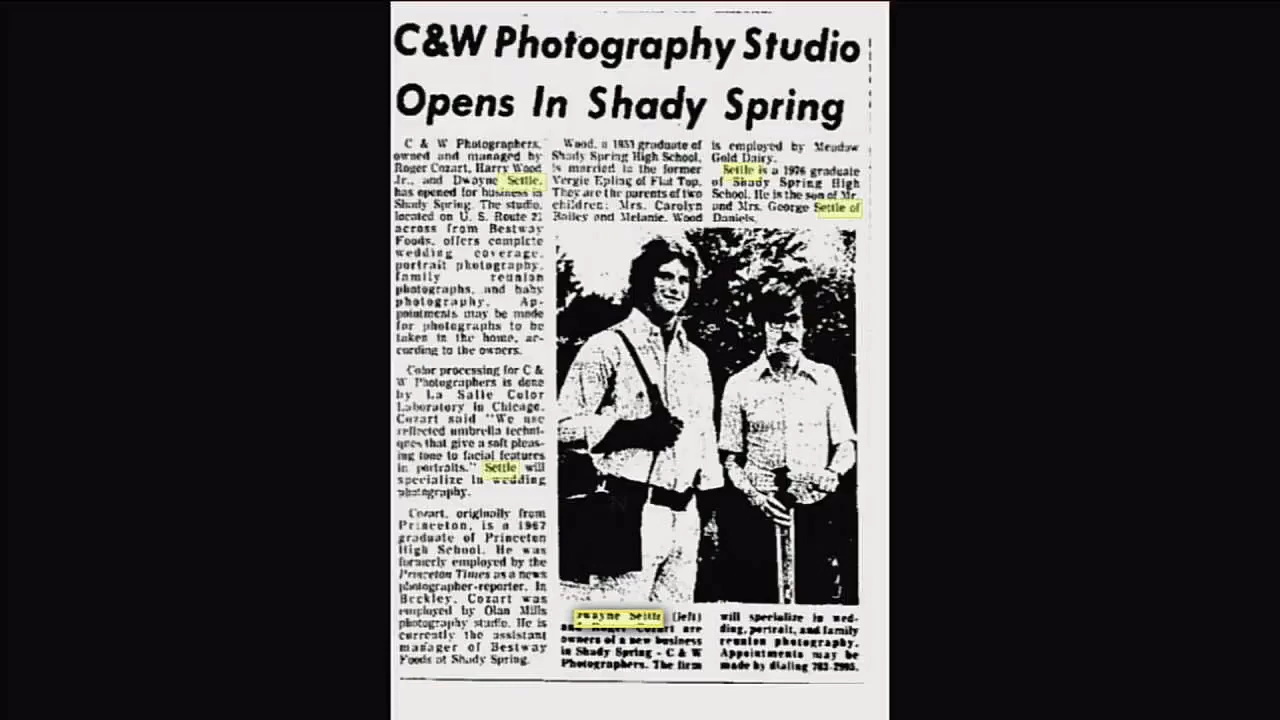 C&W Photography Studio
Opens In Shady Spring
C & W Photographers,
owned and managed by
Roger Cozart, Harry Wood
Jr., and Dwayne Settle,
has opened for business in
Shady Spring. The studio,
located on U. S. Route 21
across from Bestway
Foods, offers complete
wedding coverage,
portrait photography,
family reunion
photographs, and baby
photography. Ap-
pointments may be made
for photographs to be
taken in the home, ac-
cording to the owners.
Color processing for C &
W Photographers is done
by La Salle Color
Laboratory in Chicago.
Cozart said "We use
reflected umbrella techni-
ques that give a soft pleas-
ing tone to facial features
in portraits." Settle will
specialize in wedding
photography.
Cozart, originally from
Princeton, is a 1967
graduate of Princeton
High School. He was
formerly employed by the
Princeton Times as a news
photographer-reporter. In
Beckley, Cozart was
employed by Olan Mills
photography studio. He is
currently the assistant
manager of Bestway
Foods of Shady Spring.
Wood, a 1953 graduate of
Shady Spring High School,
is married to the former
Vergie Epling of Flat Top.
They are the parents of two
children: Mrs. Carolyn
Bailey and Melanie. Wood
is employed by Meadow
Gold Dairy.
Settle is a 1976 graduate
of Shady Spring High
School. He is the son of Mr.
and Mrs. George Settle of
Daniels.
Dwayne Settle (left)
and Roger Cozart are
owners of a new business
in Shady Spring - C & W
Photographers. The firm
will specialize in wed-
ding, portrait, and family
reunion photography.
Appointments may be
made by dialing 763-2995.